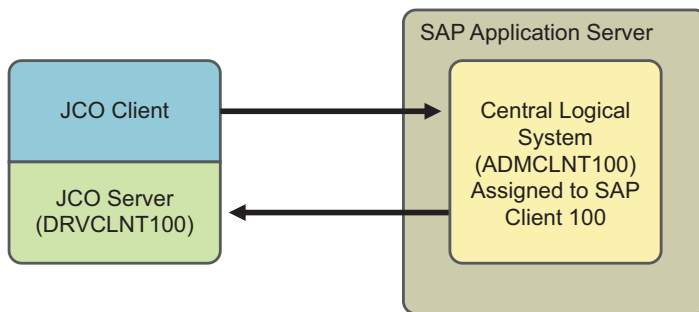 SAP Application Server
JCO Client
JCO Server
(DRVCLNT100)
Central Logical
System
(ADMCLNT100)
Assigned to SAP
Client 100